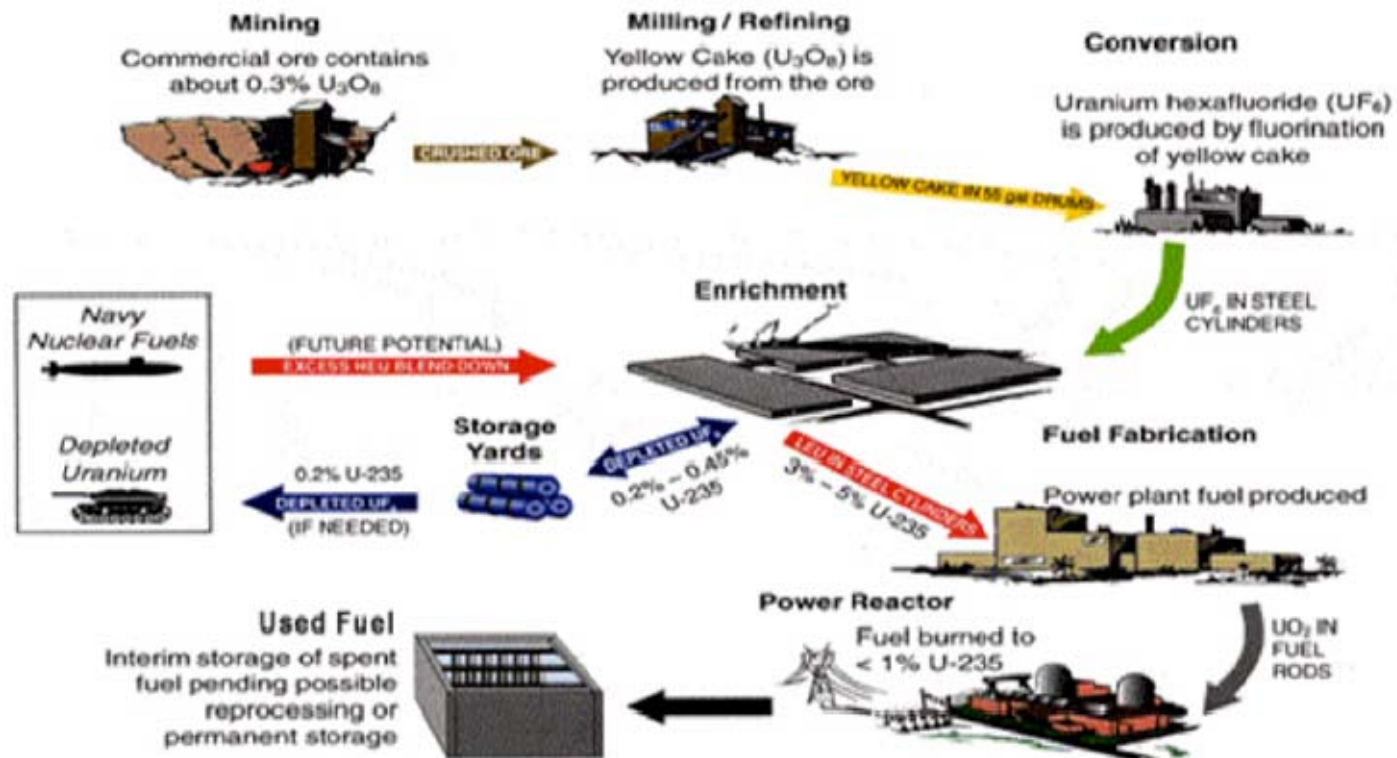 Mining
Commercial ore contains
about 0.3% U₃O₈
CRUSHED ORE
Milling / Refining
Yellow Cake (U₃O₈) is
produced from the ore
YELLOW CAKE IN 55 gal DRUMS
Conversion
Uranium hexafluoride (UF₆)
is produced by fluorination
of yellow cake
UF₆ IN STEEL
CYLINDERS
Enrichment
Navy
Nuclear Fuels
(FUTURE POTENTIAL)
EXCESS HEU BLEND DOWN
Depleted
Uranium
0.2% U-235
DEPLETED UF₆
(IF NEEDED)
Storage
Yards
DEPLETED UF₆
0.2% – 0.45%
U-235
LEU IN STEEL CYLINDERS
3% – 5% U-235
Fuel Fabrication
Power plant fuel produced
UO₂ IN
FUEL
RODS
Power Reactor
Fuel burned to
< 1% U-235
Used Fuel
Interim storage of spent
fuel pending possible
reprocessing or
permanent storage